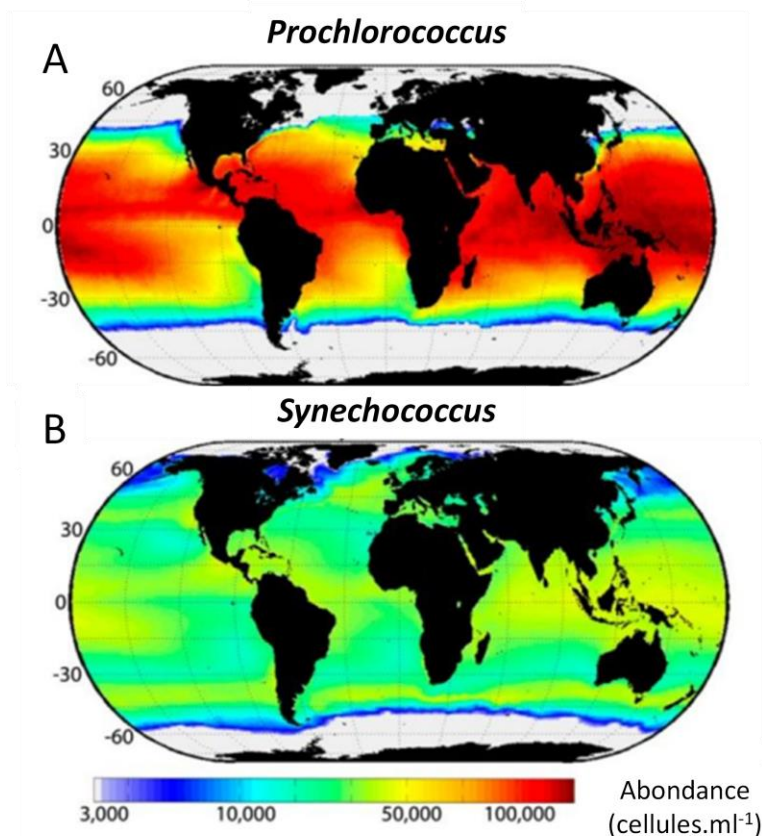 Prochlorococcus
A
60
30
0
-30
-60
Synechococcus
B
60
30
0
-30
-60
3,000 10,000 50,000 100,000
Abondance
(cellules.ml⁻¹)